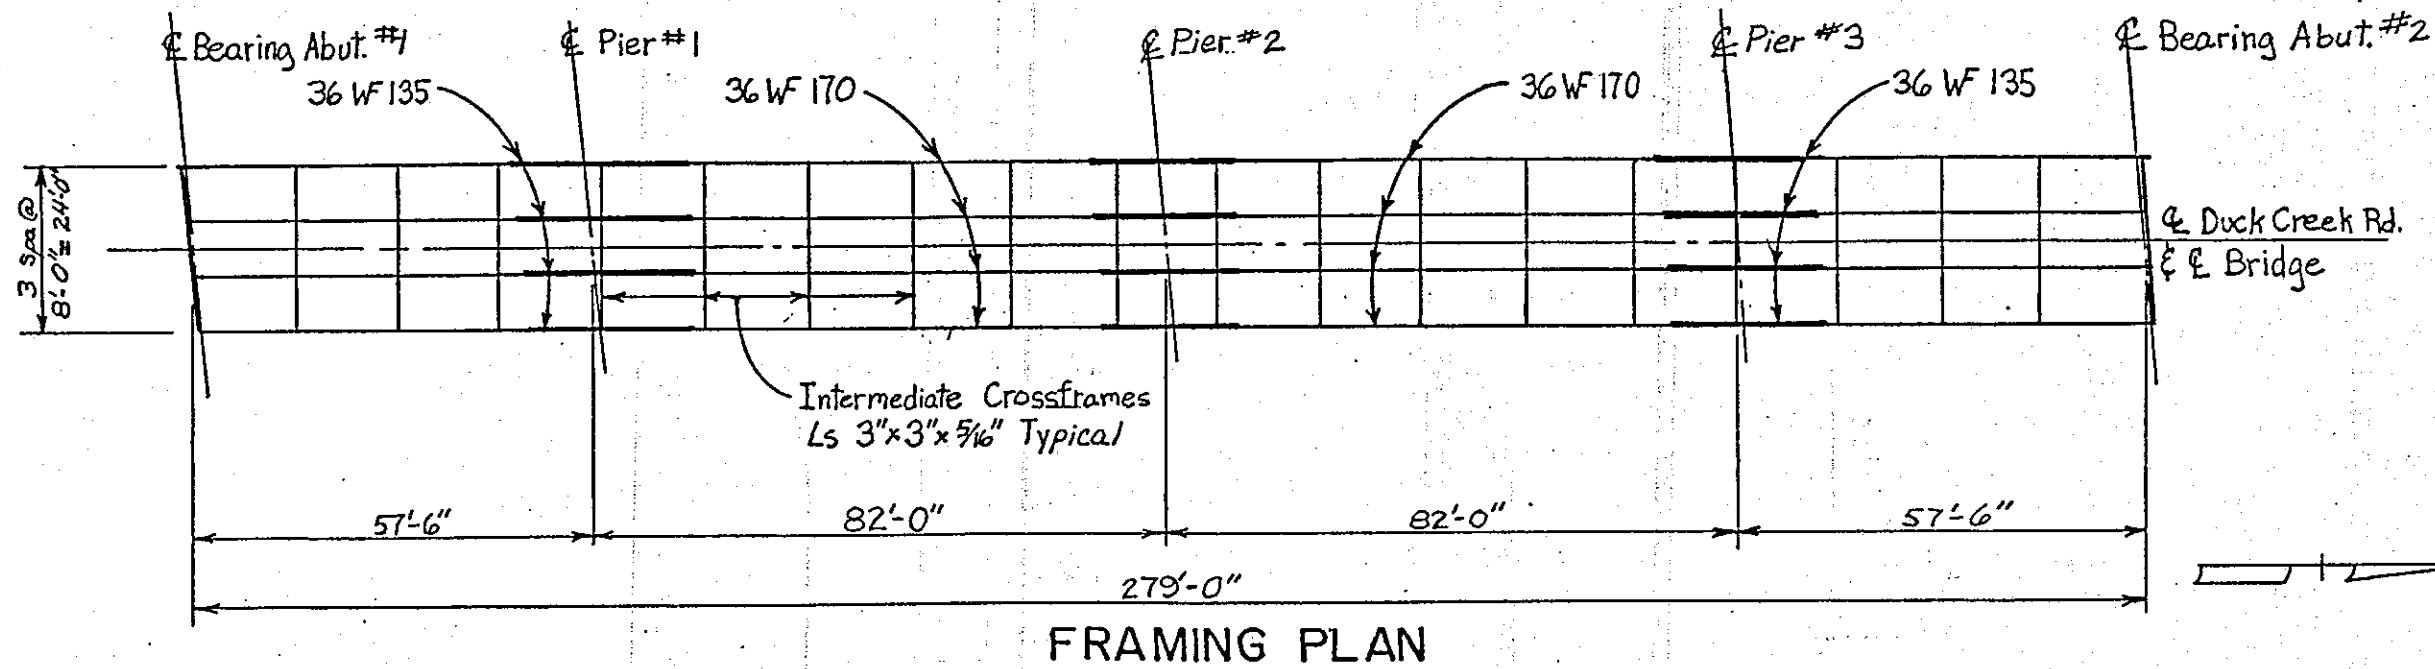 ℄ Bearing Abut. #1
℄ Pier #1
℄ Pier #2
℄ Pier #3
℄ Bearing Abut. #2
36 WF 135
36 WF 170
36 WF 170
36 WF 135
3 Spa @
8'-0" = 24'-0"
℄ Duck Creek Rd.
& ℄ Bridge
Intermediate Crossframes
Ls 3"x3"x5/16" Typical
57'-6"
82'-0"
82'-0"
57'-6"
279'-0"
FRAMING PLAN